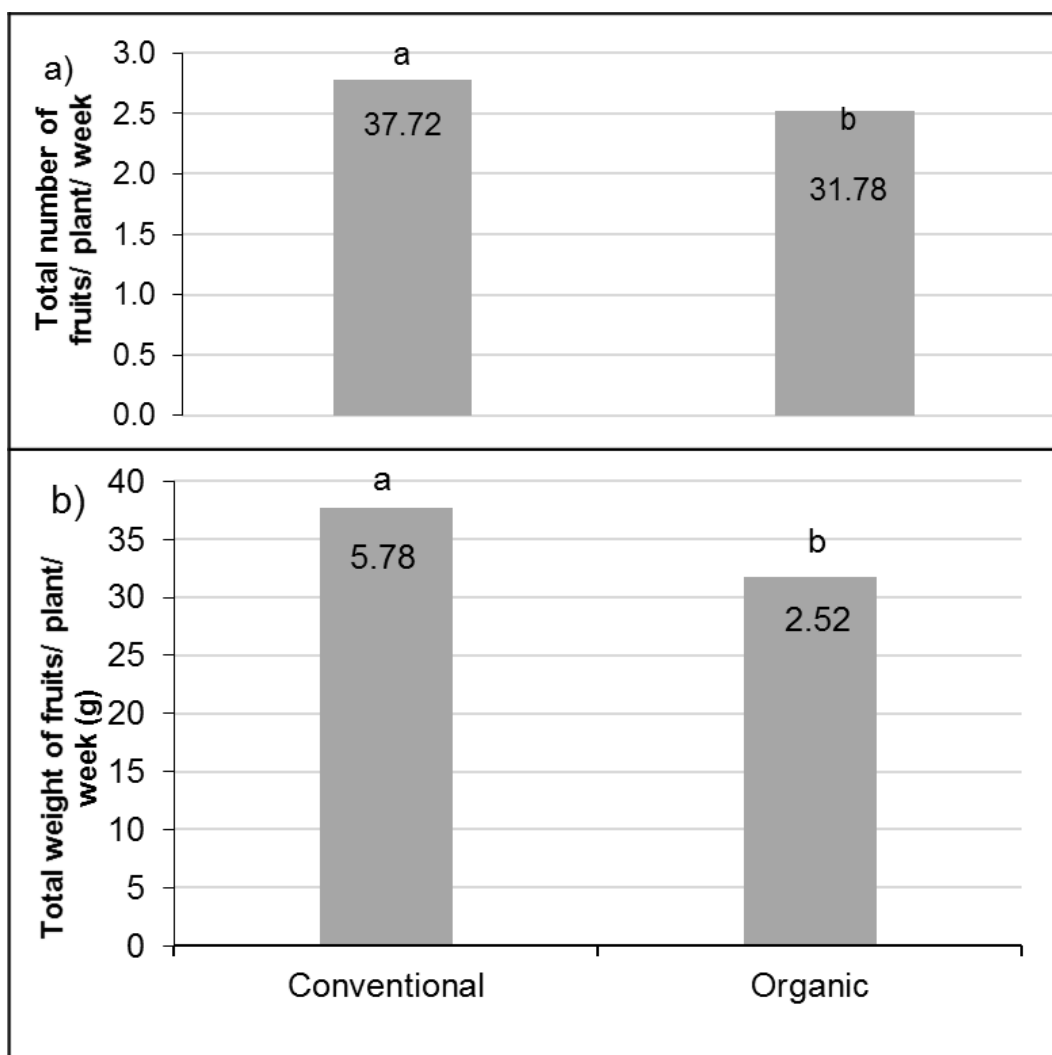 a)
Total number of
fruits/ plant/ week
3.0
2.5
2.0
1.5
1.0
0.5
0.0
a
37.72
b
31.78
b)
Total weight of fruits/ plant/
week (g)
40
35
30
25
20
15
10
5
0
a
5.78
b
2.52
Conventional
Organic